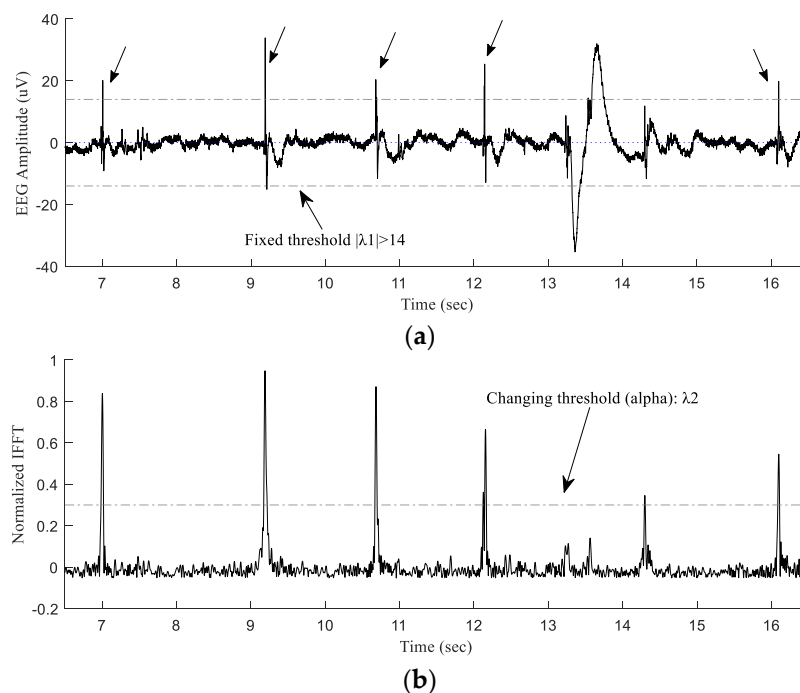 40
20
0
-20
-40
EEG Amplitude (uV)
Fixed threshold |λ1|>14
7 8 9 10 11 12 13 14 15 16
Time (sec)
(a)
1
0.8
0.6
0.4
0.2
0
-0.2
Normalized IFFT
Changing threshold (alpha): λ2
7 8 9 10 11 12 13 14 15 16
Time (sec)
(b)